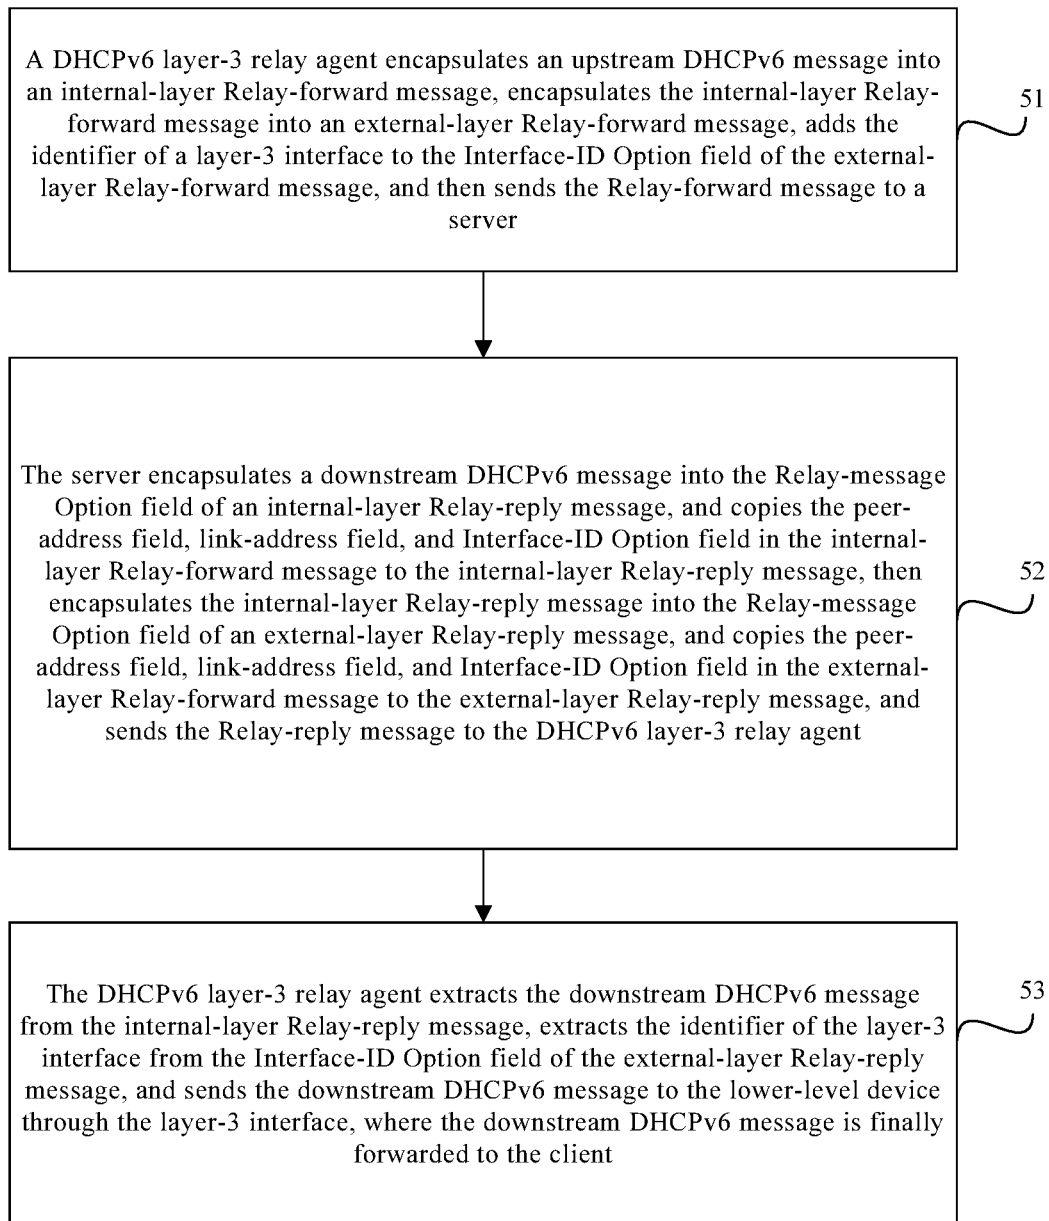 A DHCPv6 layer-3 relay agent encapsulates an upstream DHCPv6 message into
an internal-layer Relay-forward message, encapsulates the internal-layer Relay-
forward message into an external-layer Relay-forward message, adds the
identifier of a layer-3 interface to the Interface-ID Option field of the external-
layer Relay-forward message, and then sends the Relay-forward message to a
server
51
The server encapsulates a downstream DHCPv6 message into the Relay-message
Option field of an internal-layer Relay-reply message, and copies the peer-
address field, link-address field, and Interface-ID Option field in the internal-
layer Relay-forward message to the internal-layer Relay-reply message, then
encapsulates the internal-layer Relay-reply message into the Relay-message
Option field of an external-layer Relay-reply message, and copies the peer-
address field, link-address field, and Interface-ID Option field in the external-
layer Relay-forward message to the external-layer Relay-reply message, and
sends the Relay-reply message to the DHCPv6 layer-3 relay agent
52
The DHCPv6 layer-3 relay agent extracts the downstream DHCPv6 message
from the internal-layer Relay-reply message, extracts the identifier of the layer-3
interface from the Interface-ID Option field of the external-layer Relay-reply
message, and sends the downstream DHCPv6 message to the lower-level device
through the layer-3 interface, where the downstream DHCPv6 message is finally
forwarded to the client
53